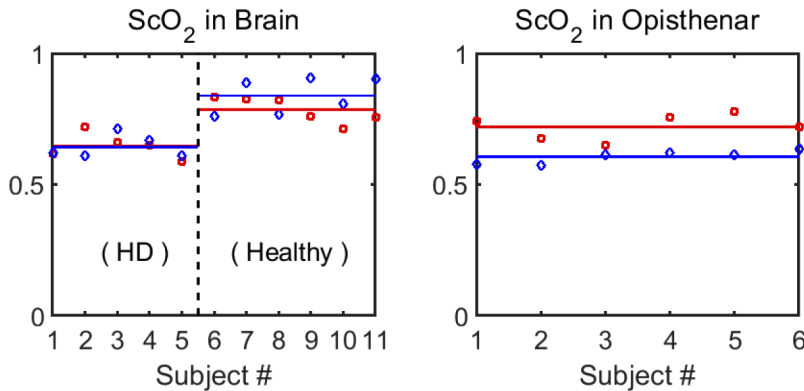 ScO2 in Brain
1
0.5
0
( HD )
( Healthy )
1 2 3 4 5 6 7 8 9 10 11
Subject #
ScO2 in Opisthenar
1
0.5
0
1 2 3 4 5 6
Subject #